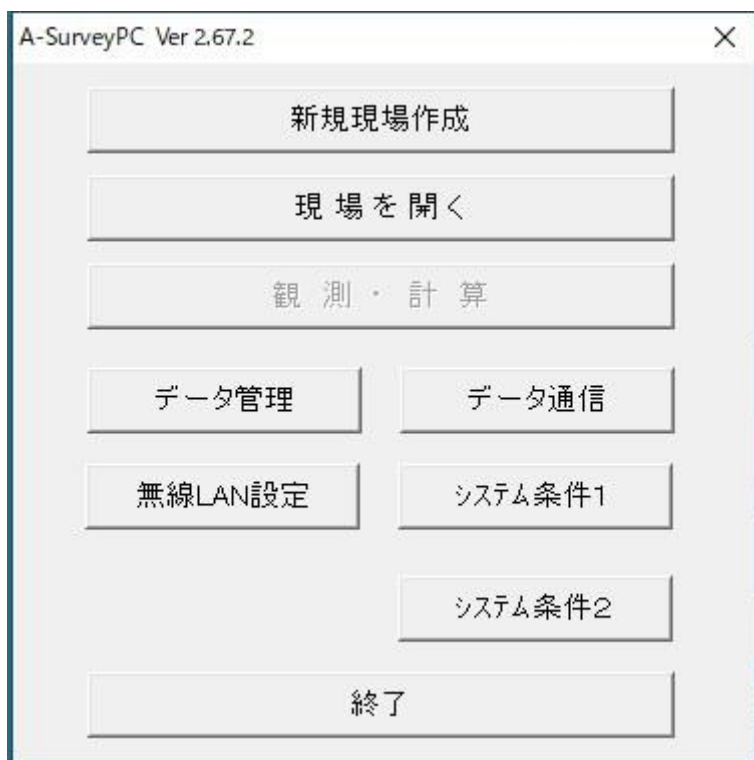 A-SurveyPC Ver 2.67.2
新規現場作成
現 場 を 開 く
観 測 ・ 計 算
データ管理
データ通信
無線LAN設定
システム条件1
システム条件2
終了